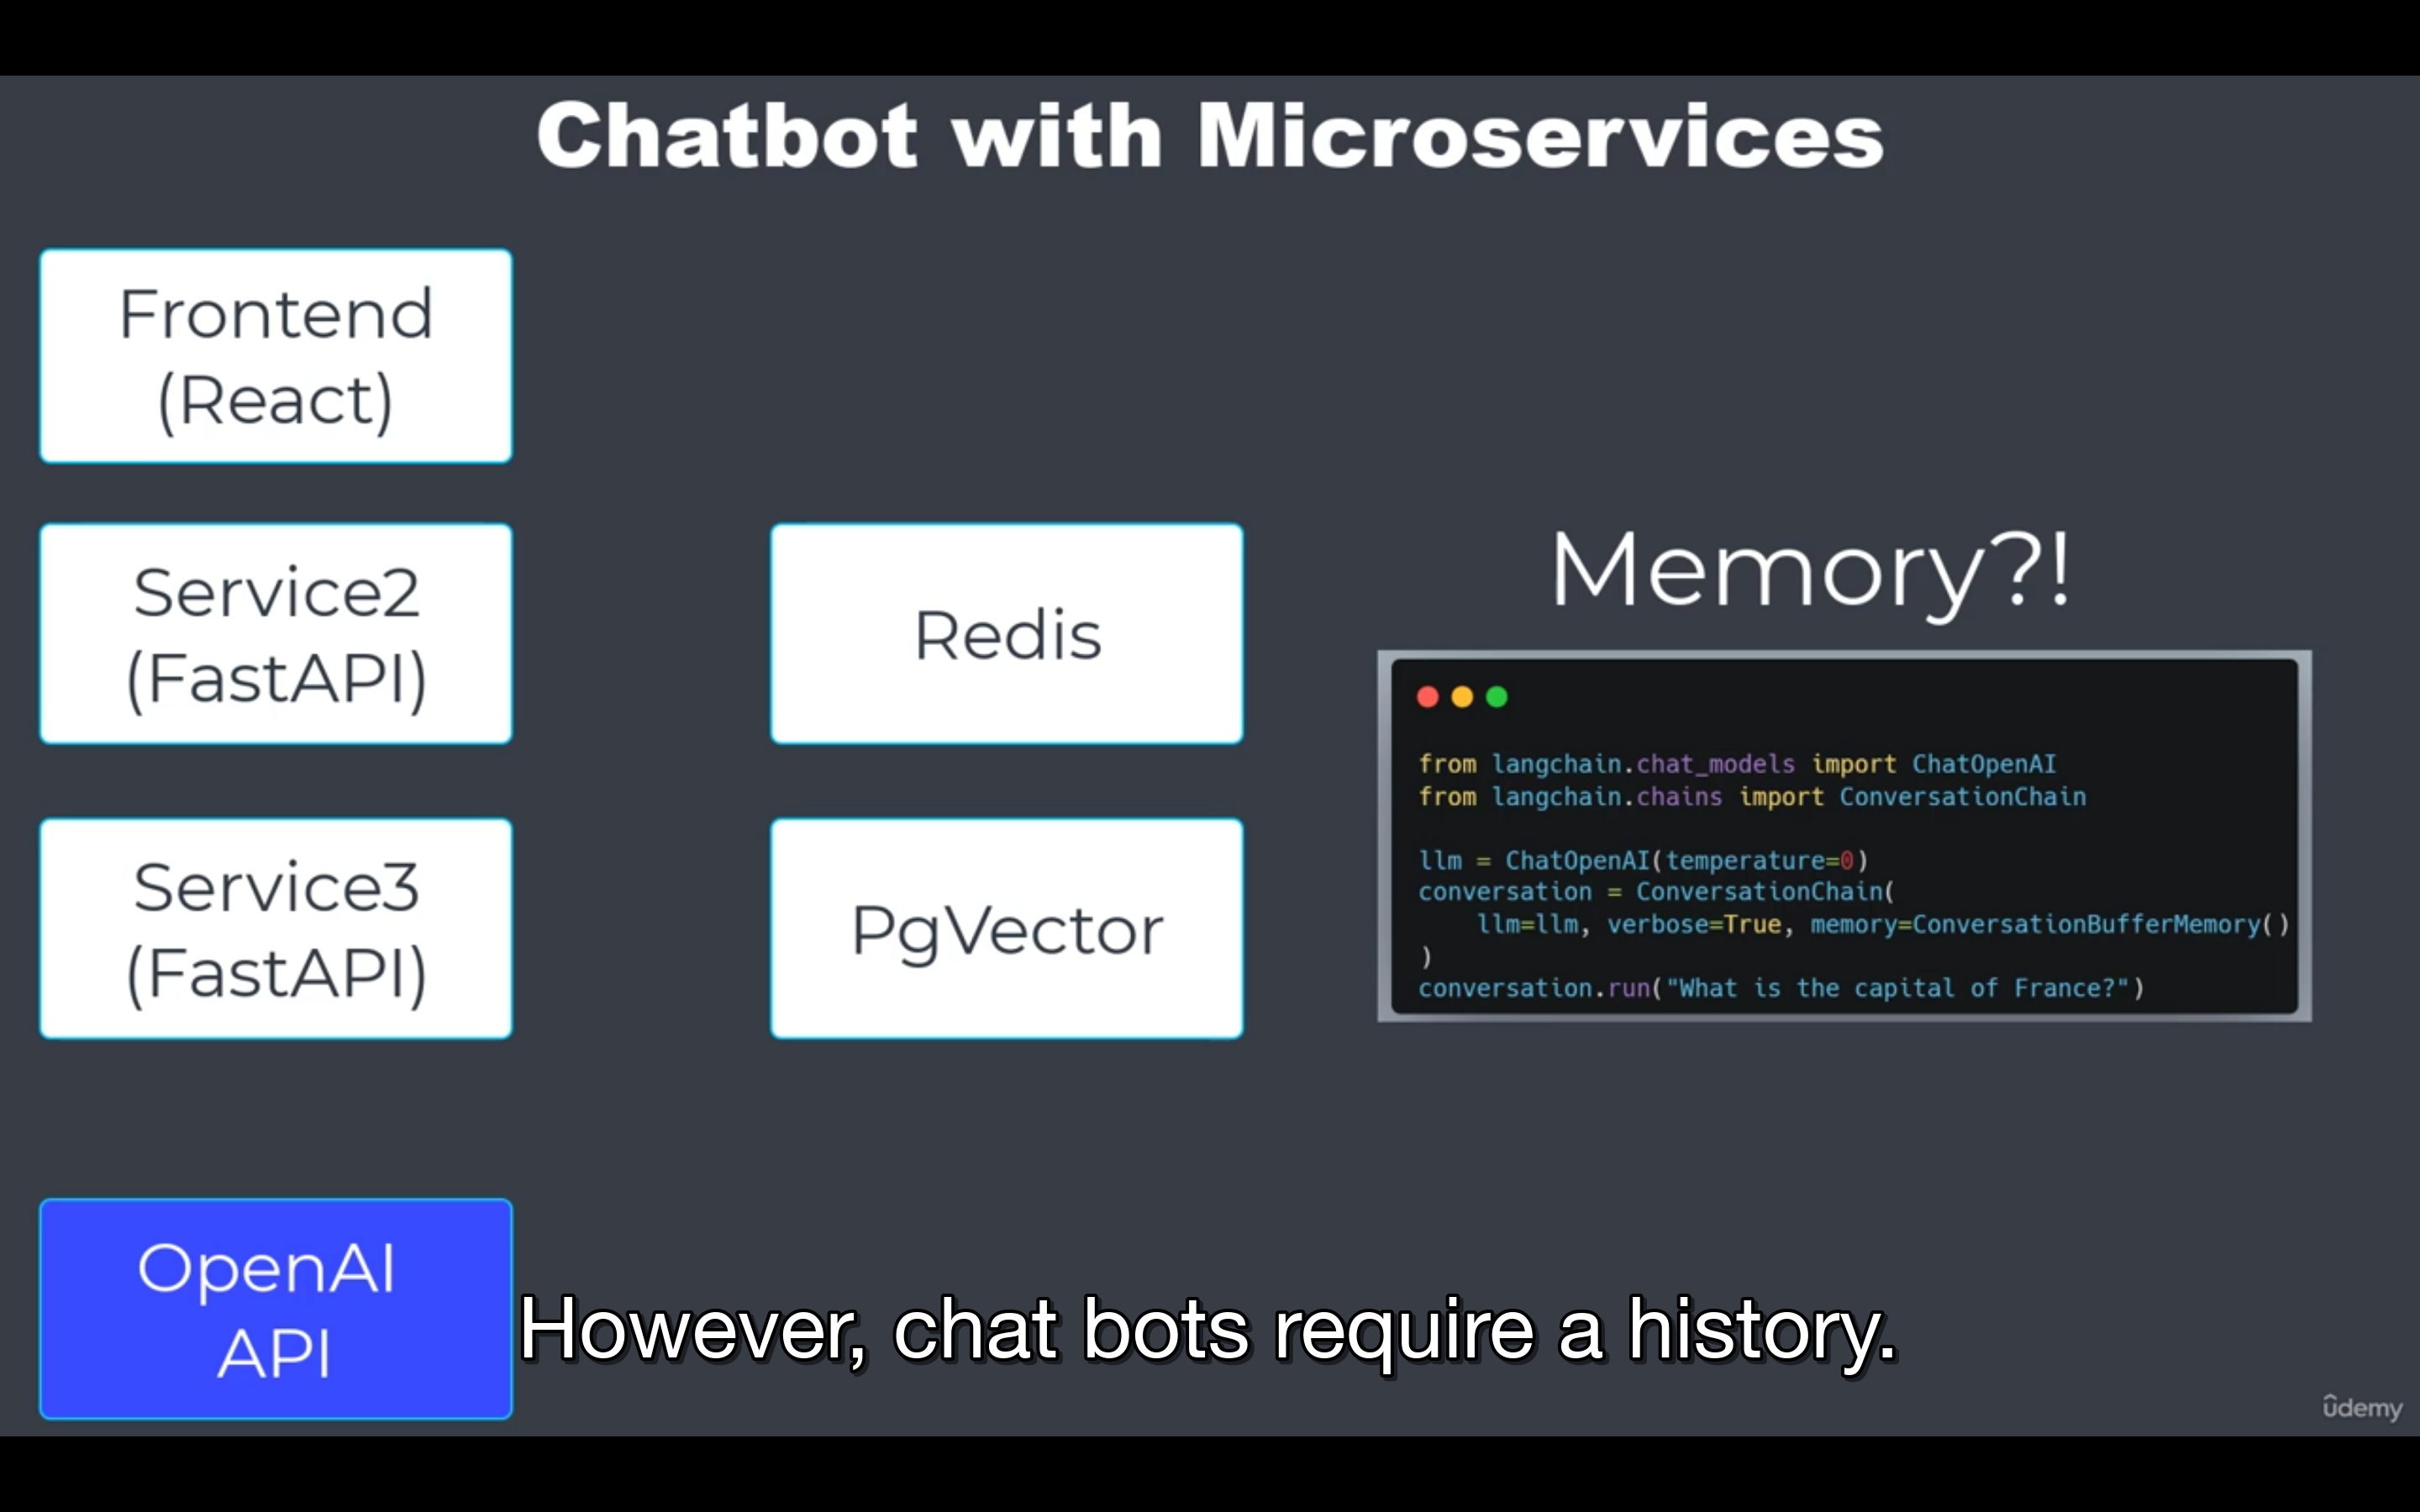 Chatbot with Microservices
Frontend
(React)
Service2
(FastAPI)
Redis
Memory?!
Service3
(FastAPI)
PgVector
from langchain.chat_models import ChatOpenAI
from langchain.chains import ConversationChain
llm = ChatOpenAI(temperature=0)
conversation = ConversationChain(
    llm=llm, verbose=True, memory=ConversationBufferMemory()
)
conversation.run("What is the capital of France?")
OpenAI
API
However, chat bots require a history.
ûdemy